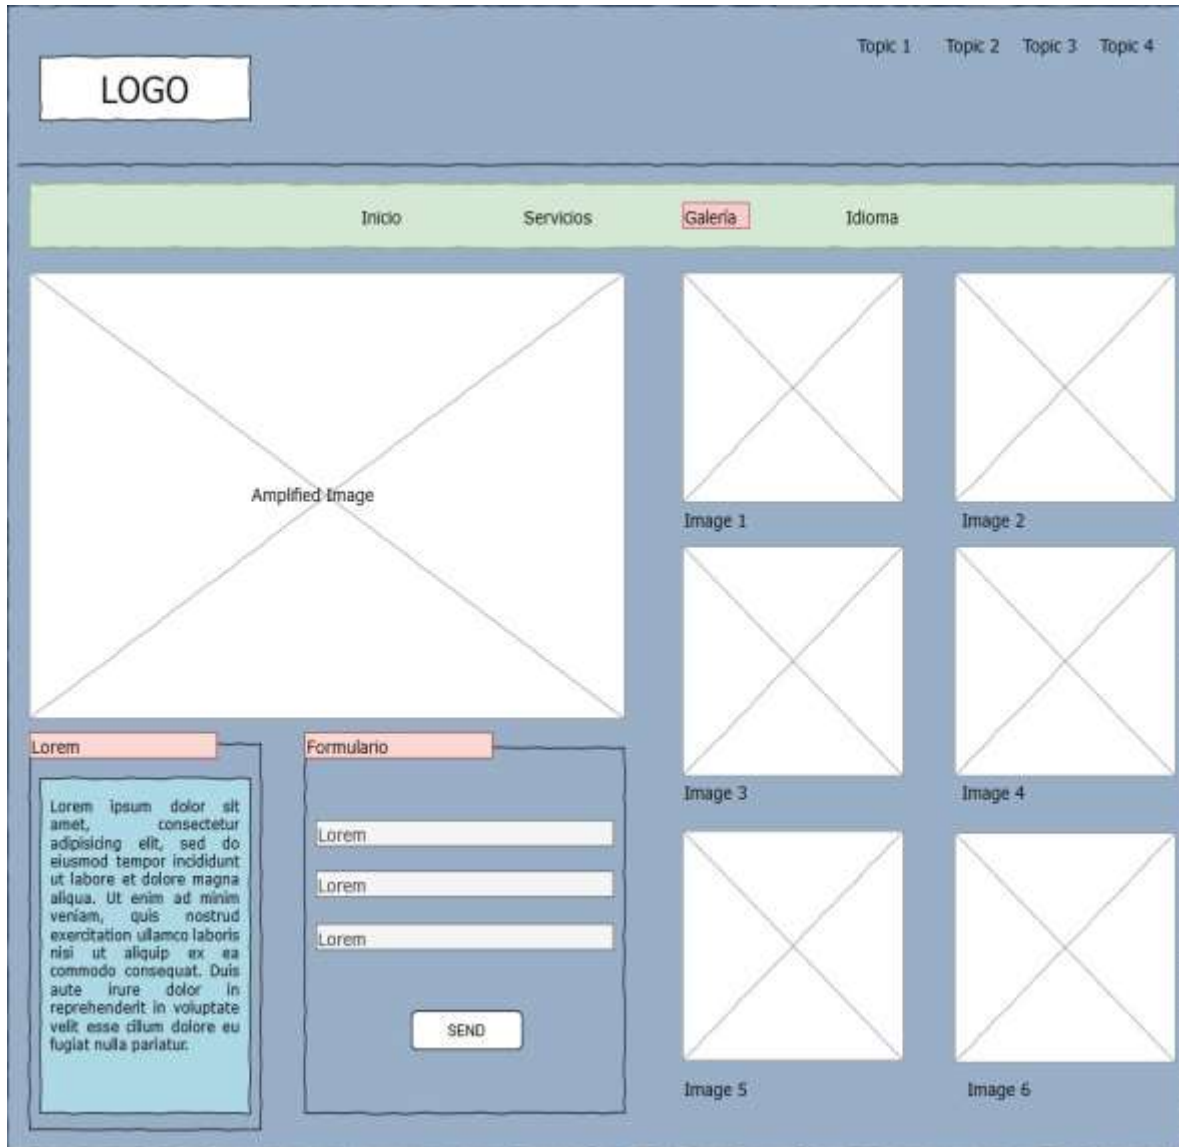 Topic 1 Topic 2 Topic 3 Topic 4
LOGO
Inicio Servicios Galería Idioma
Amplified Image
Image 1 Image 2
Image 3 Image 4
Image 5 Image 6
Lorem
Lorem ipsum dolor sit
amet, consectetur
adipisicing elit, sed do
eiusmod tempor incididunt
ut labore et dolore magna
aliqua. Ut enim ad minim
veniam, quis nostrud
exercitation ullamco laboris
nisi ut aliquip ex ea
commodo consequat. Duis
aute irure dolor in
reprehenderit in voluptate
velit esse cillum dolore eu
fugiat nulla pariatur.
Formulario
Lorem
Lorem
Lorem
SEND